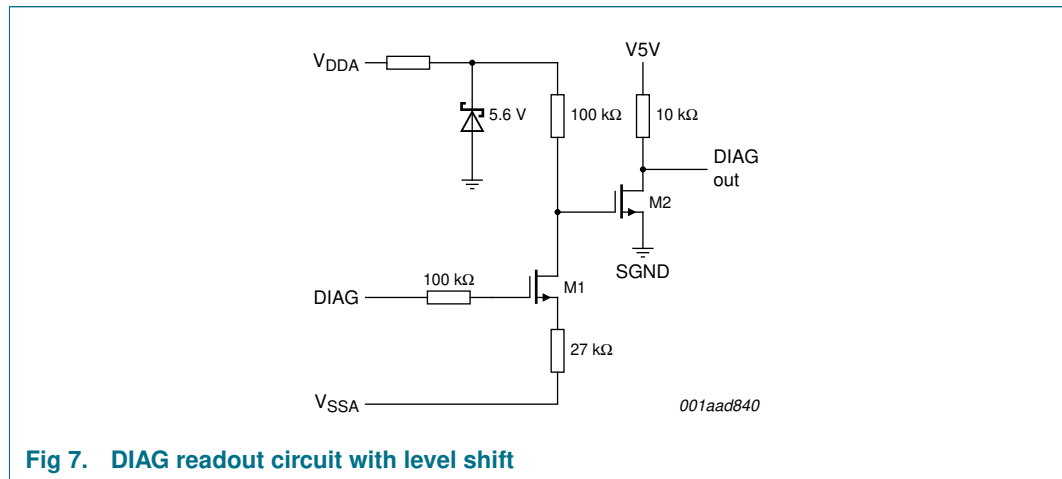 V5V
VDDA
5.6 V
100 kΩ
10 kΩ
DIAG
out
M2
SGND
100 kΩ
DIAG
M1
27 kΩ
VSSA
001aad840
Fig 7. DIAG readout circuit with level shift